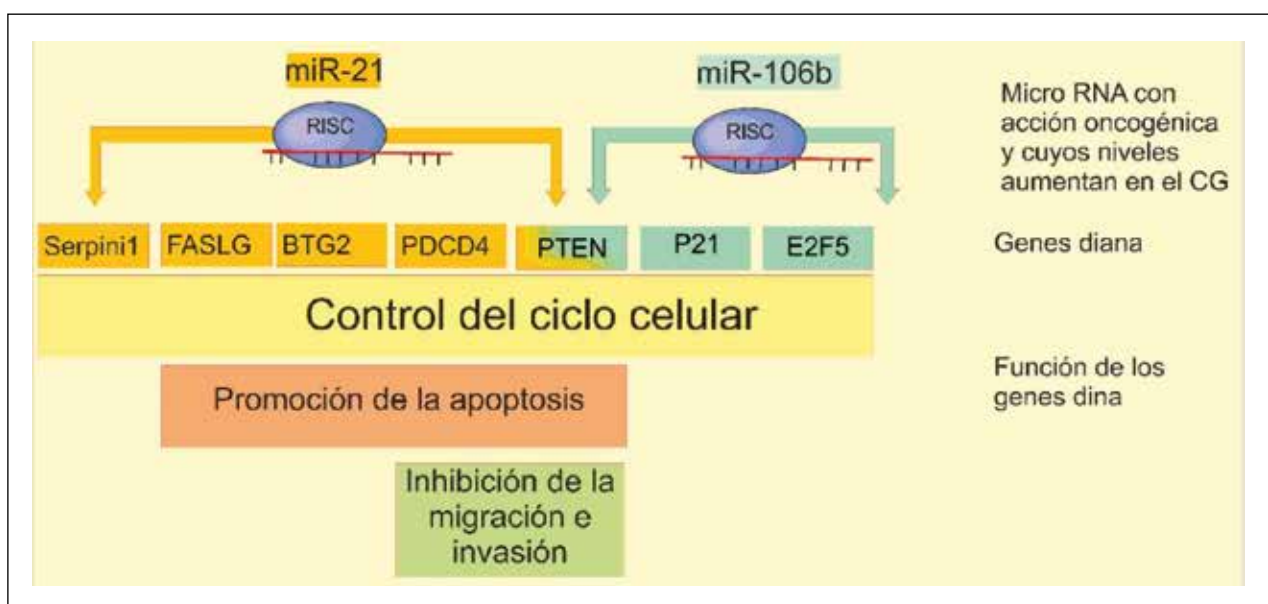 miR-21
miR-106b
RISC
RISC
Micro RNA con
acción oncogénica
y cuyos niveles
aumentan en el CG
Serpini1 FASLG BTG2 PDCD4 PTEN P21 E2F5
Genes diana
Control del ciclo celular
Promoción de la apoptosis
Función de los
genes dina
Inhibición de la
migración e
invasión